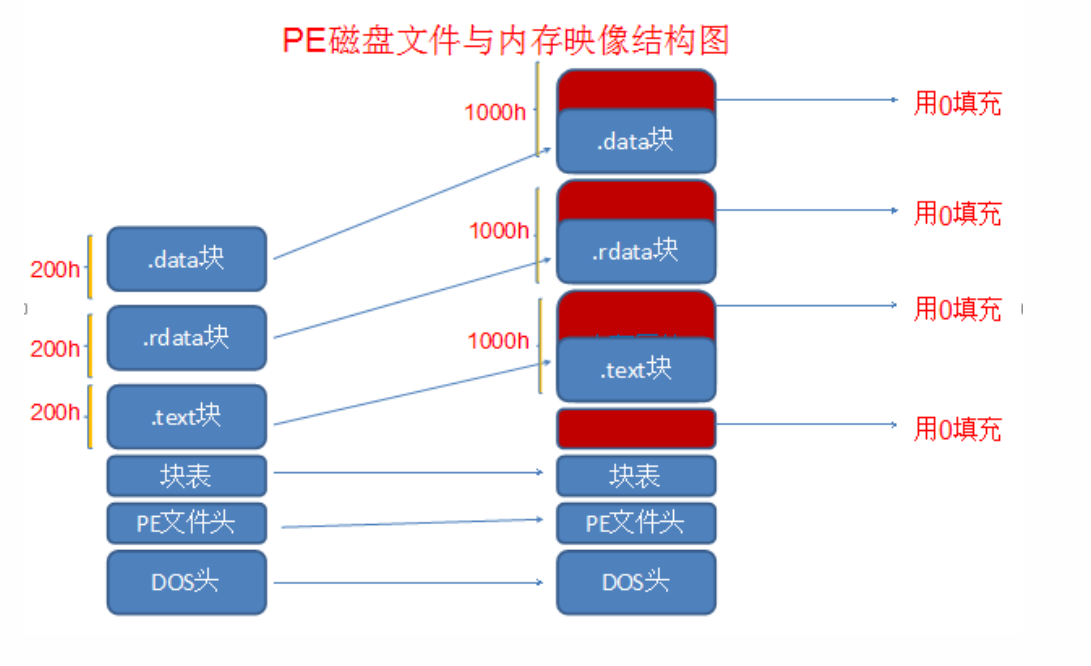 PE磁盘文件与内存映像结构图
1000h
用0填充
.data块
1000h
用0填充
.rdata块
200h
.data块
1000h
用0填充
.text块
200h
.rdata块
用0填充
200h
.text块
块表
块表
PE文件头
PE文件头
DOS头
DOS头